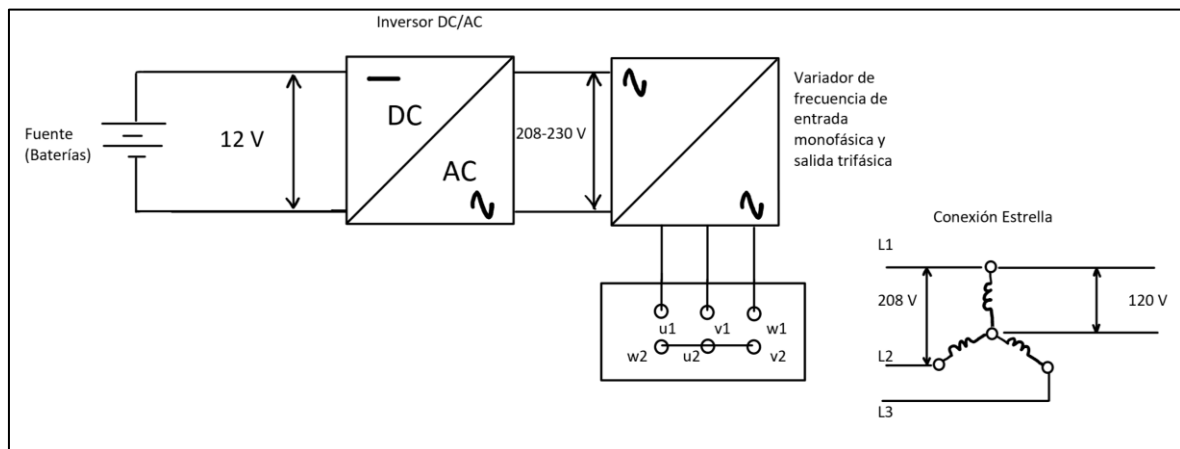 Inversor DC/AC
Fuente
(Baterías)
12 V
DC
AC
208-230 V
Variador de
frecuencia de
entrada
monofásica y
salida trifásica
u1
v1
w1
w2
u2
v2
Conexión Estrella
L1
208 V
120 V
L2
L3